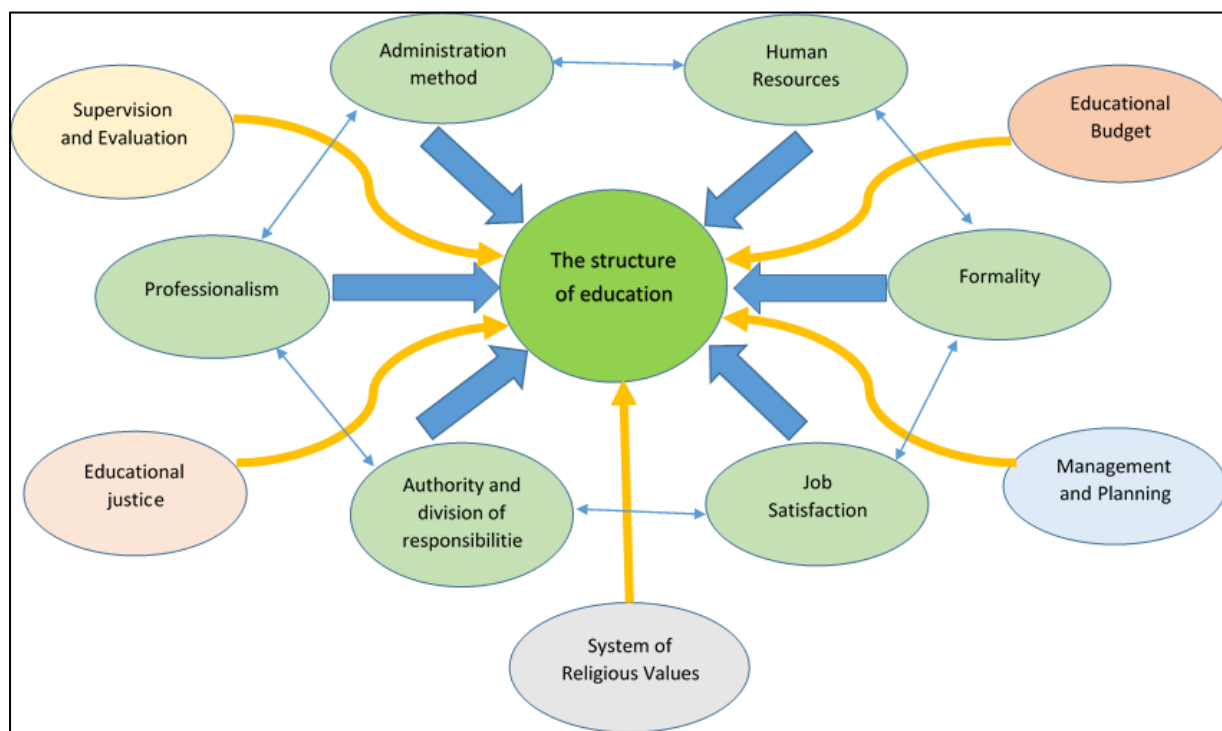 Administration
method
Human
Resources
Supervision
and Evaluation
Educational
Budget
The structure
of education
Professionalism
Formality
Educational
justice
Authority and
division of
responsibilitie
Job
Satisfaction
Management
and Planning
System of
Religious Values